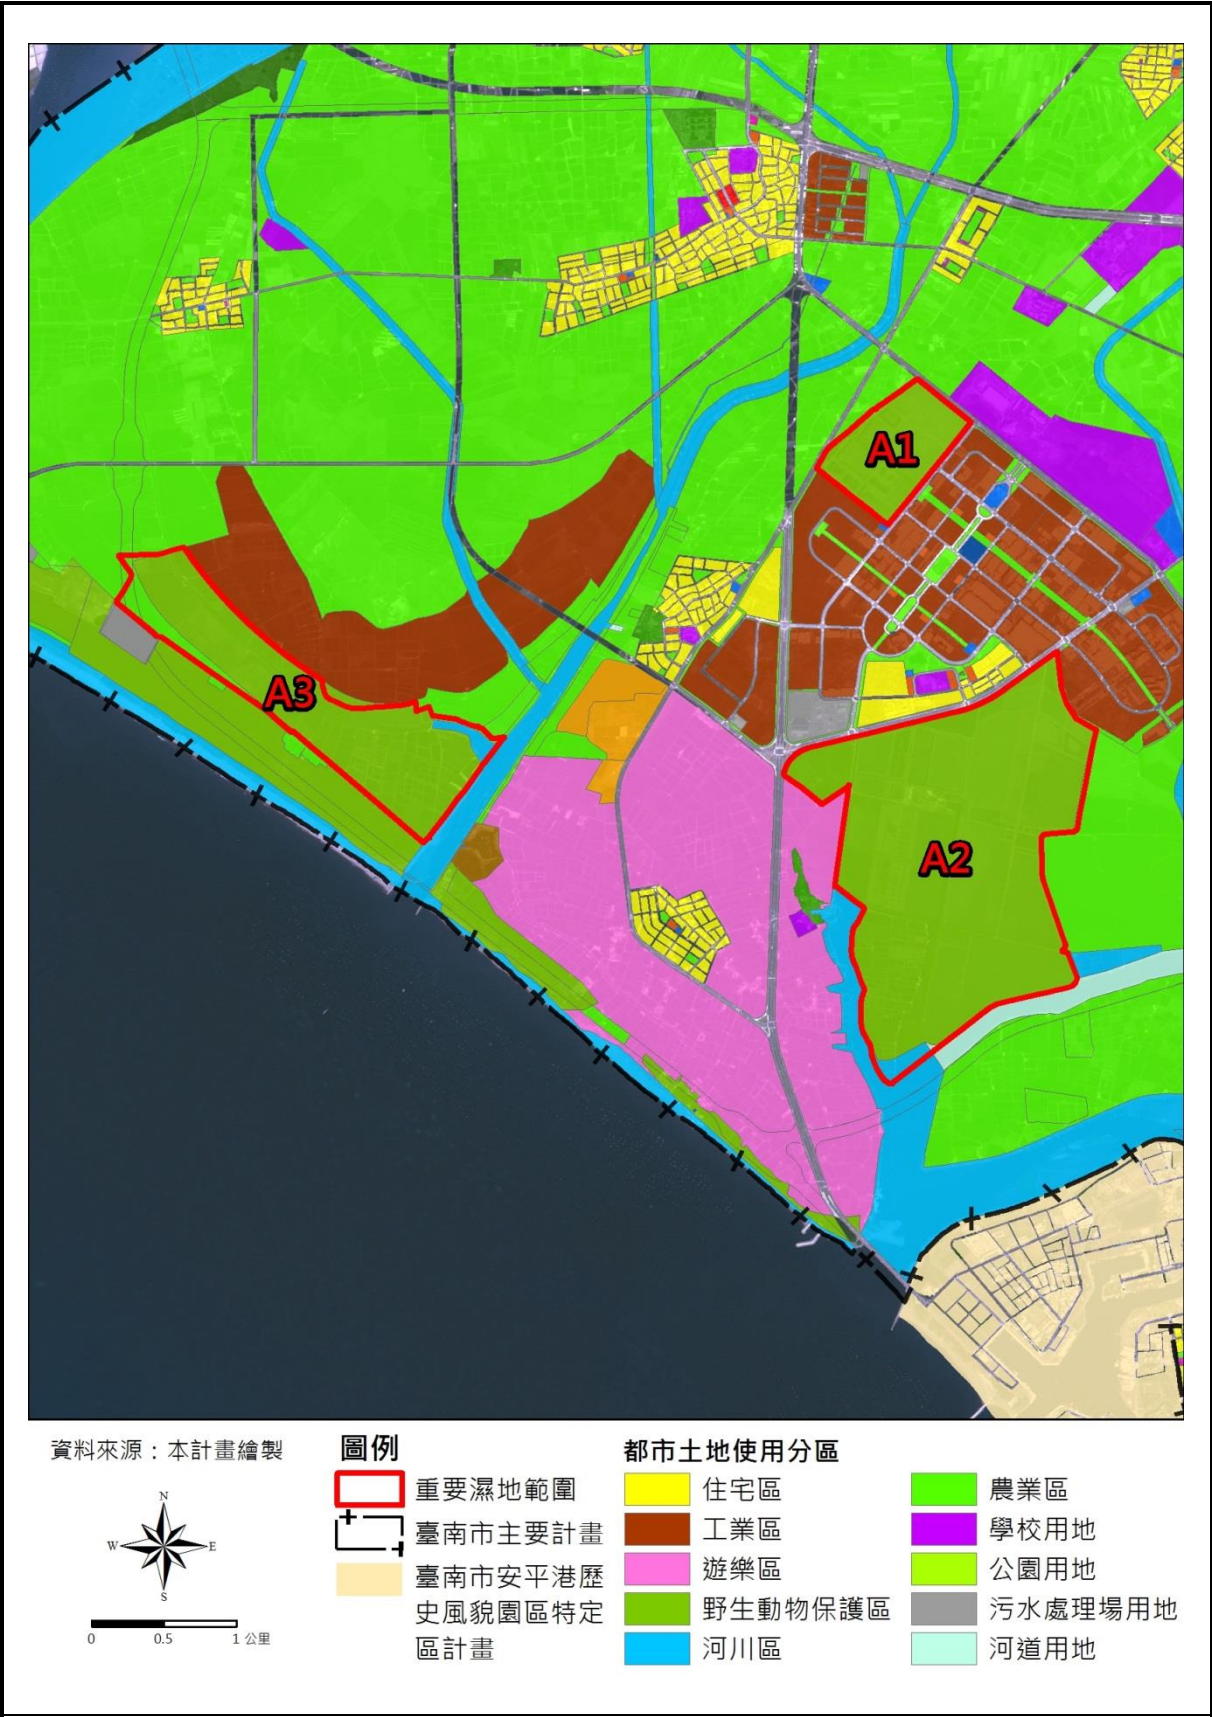 A1
A3
A2
資料來源：本計畫繪製
N
W
E
S
0
0.5
1 公里
圖例
重要濕地範圍
臺南市主要計畫
臺南市安平港歷
史風貌園區特定
區計畫
都市土地使用分區
住宅區
工業區
遊樂區
野生動物保護區
河川區
農業區
學校用地
公園用地
污水處理場用地
河道用地